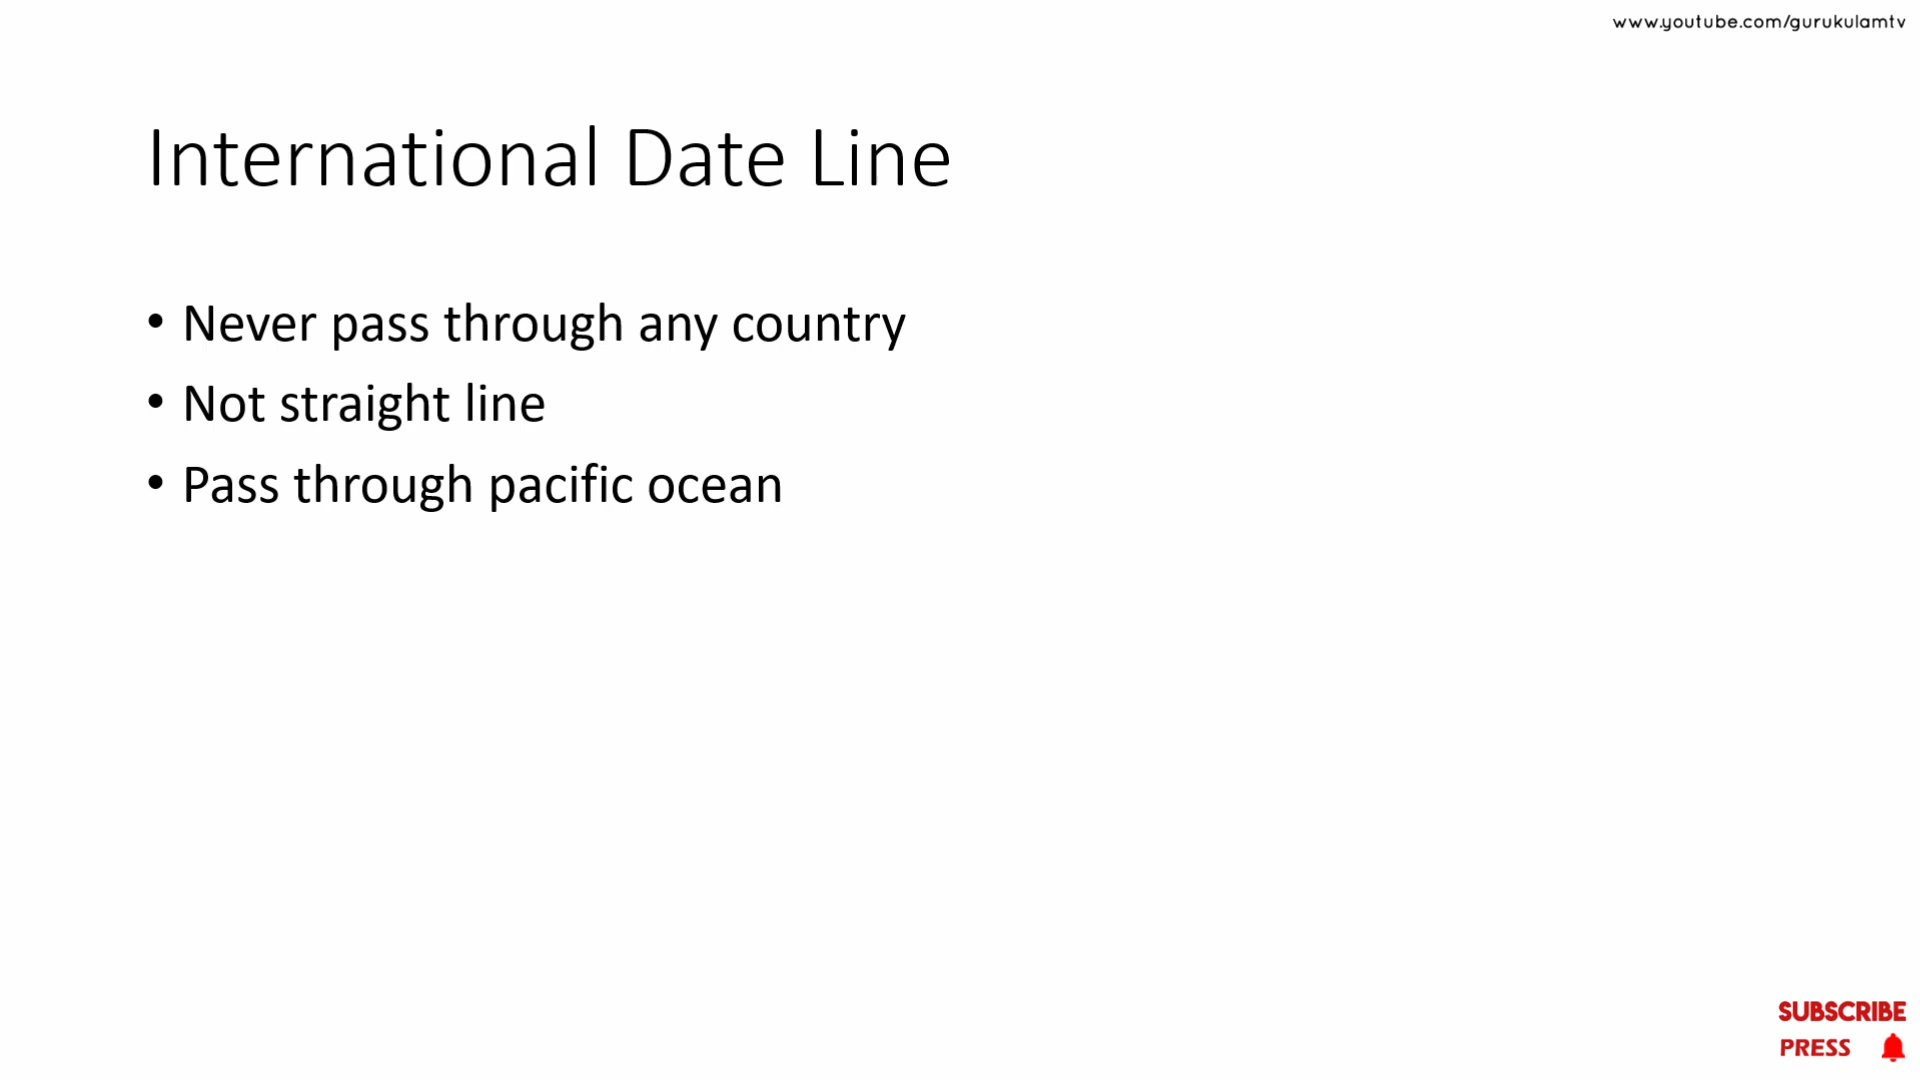 www.youtube.com/gurukulamtv
International Date Line
• Never pass through any country
• Not straight line
• Pass through pacific ocean
SUBSCRIBE
PRESS